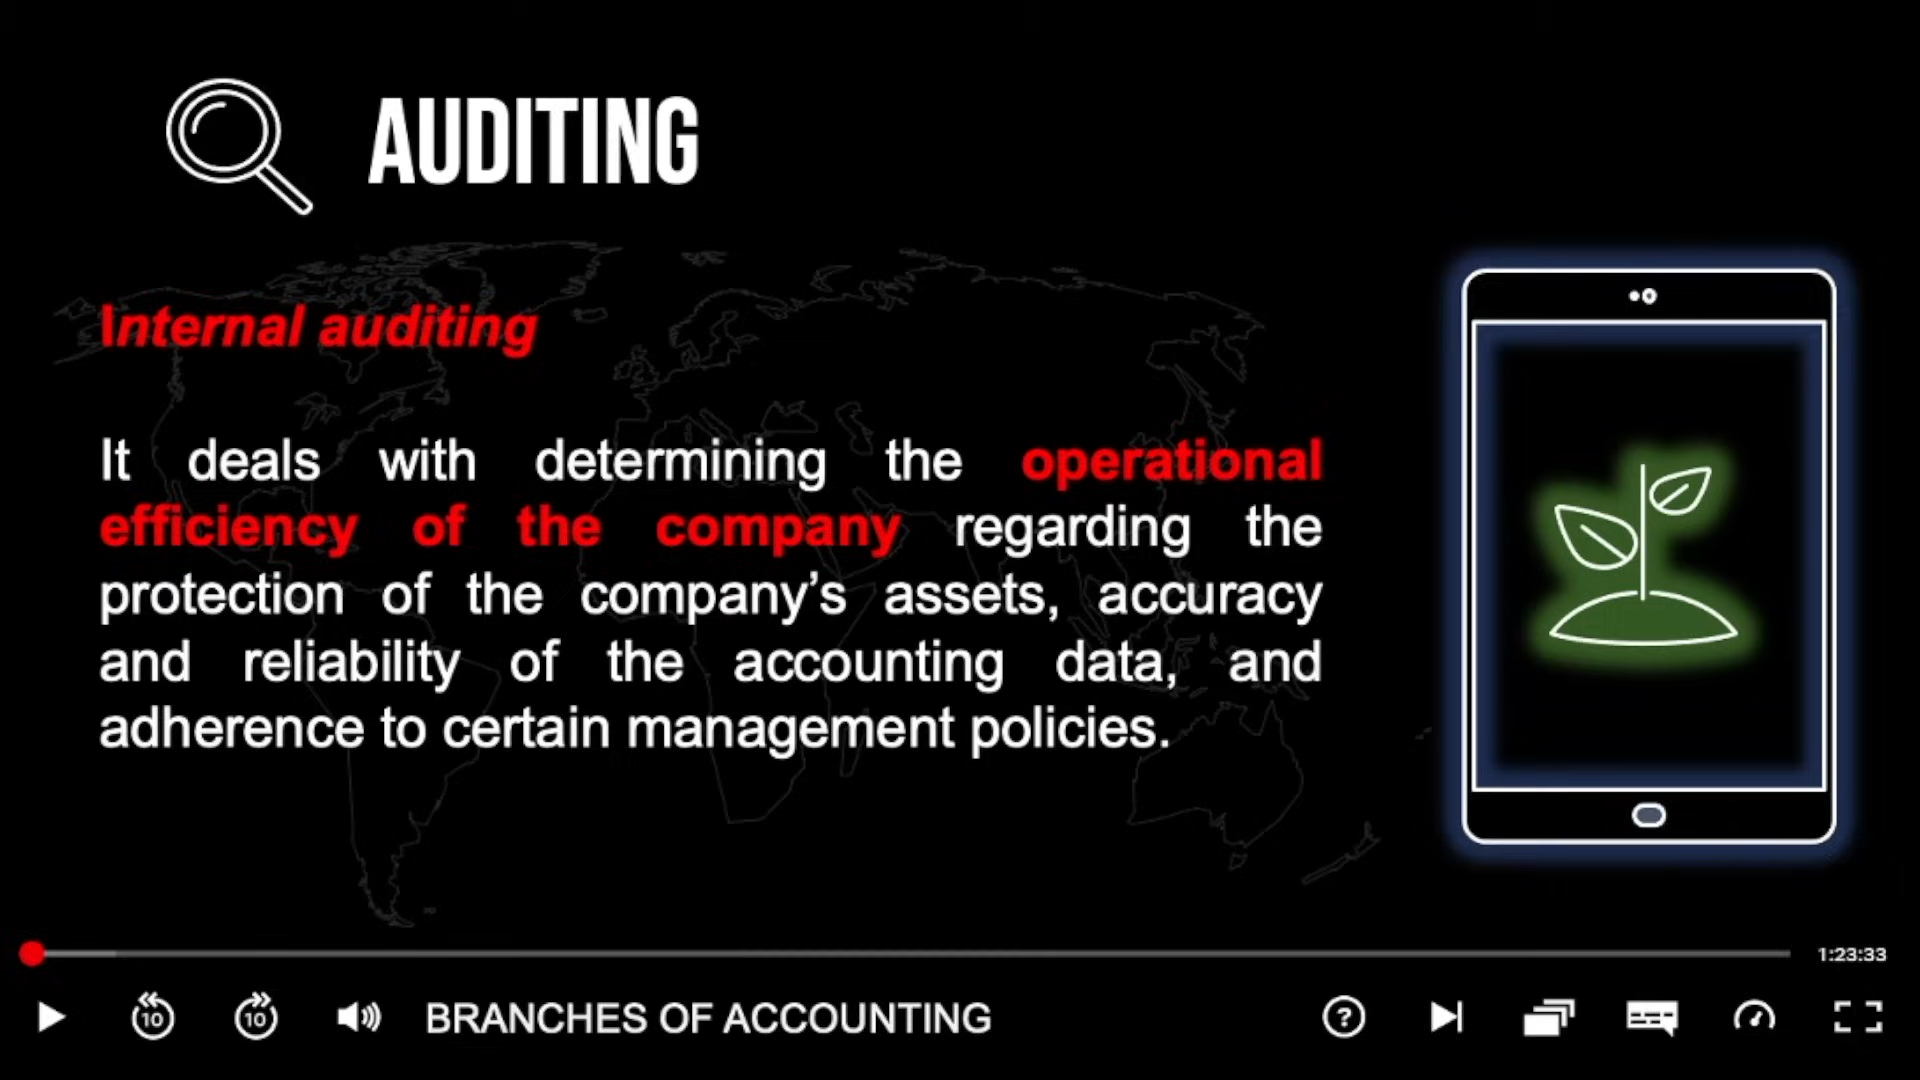 AUDITING
Internal auditing
It deals with determining the operational
efficiency of the company regarding the
protection of the company’s assets, accuracy
and reliability of the accounting data, and
adherence to certain management policies.
1:23:33
10
10
BRANCHES OF ACCOUNTING
?